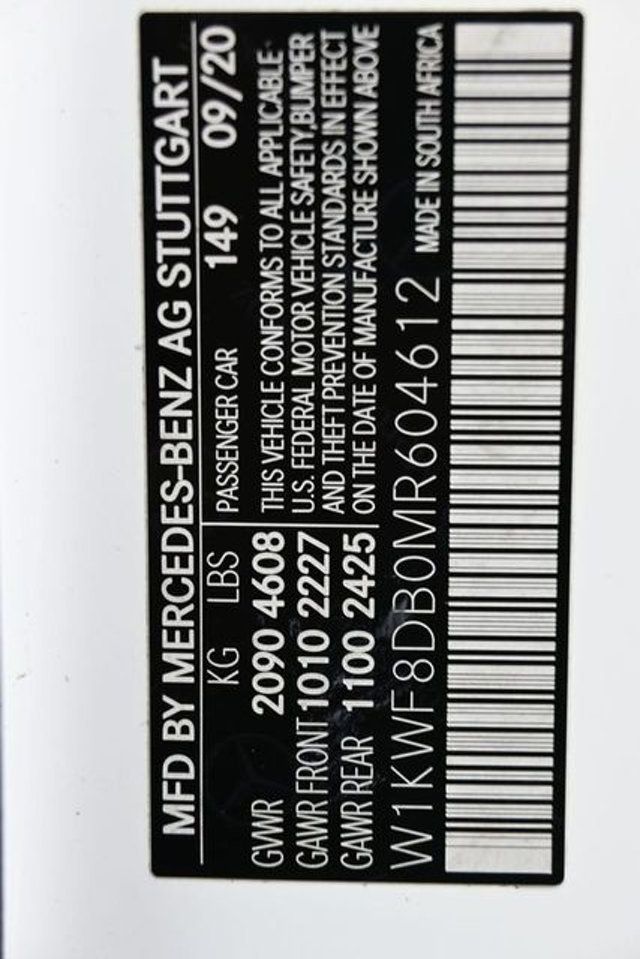 MFD BY MERCEDES-BENZ AG STUTTGART
KG LBS PASSENGER CAR 149 09/20
GVWR 2090 4608 THIS VEHICLE CONFORMS TO ALL APPLICABLE
GAWR FRONT 1010 2227 U.S. FEDERAL MOTOR VEHICLE SAFETY,BUMPER
GAWR REAR 1100 2425 AND THEFT PREVENTION STANDARDS IN EFFECT
ON THE DATE OF MANUFACTURE SHOWN ABOVE
W1KWF8DB0MR604612 MADE IN SOUTH AFRICA